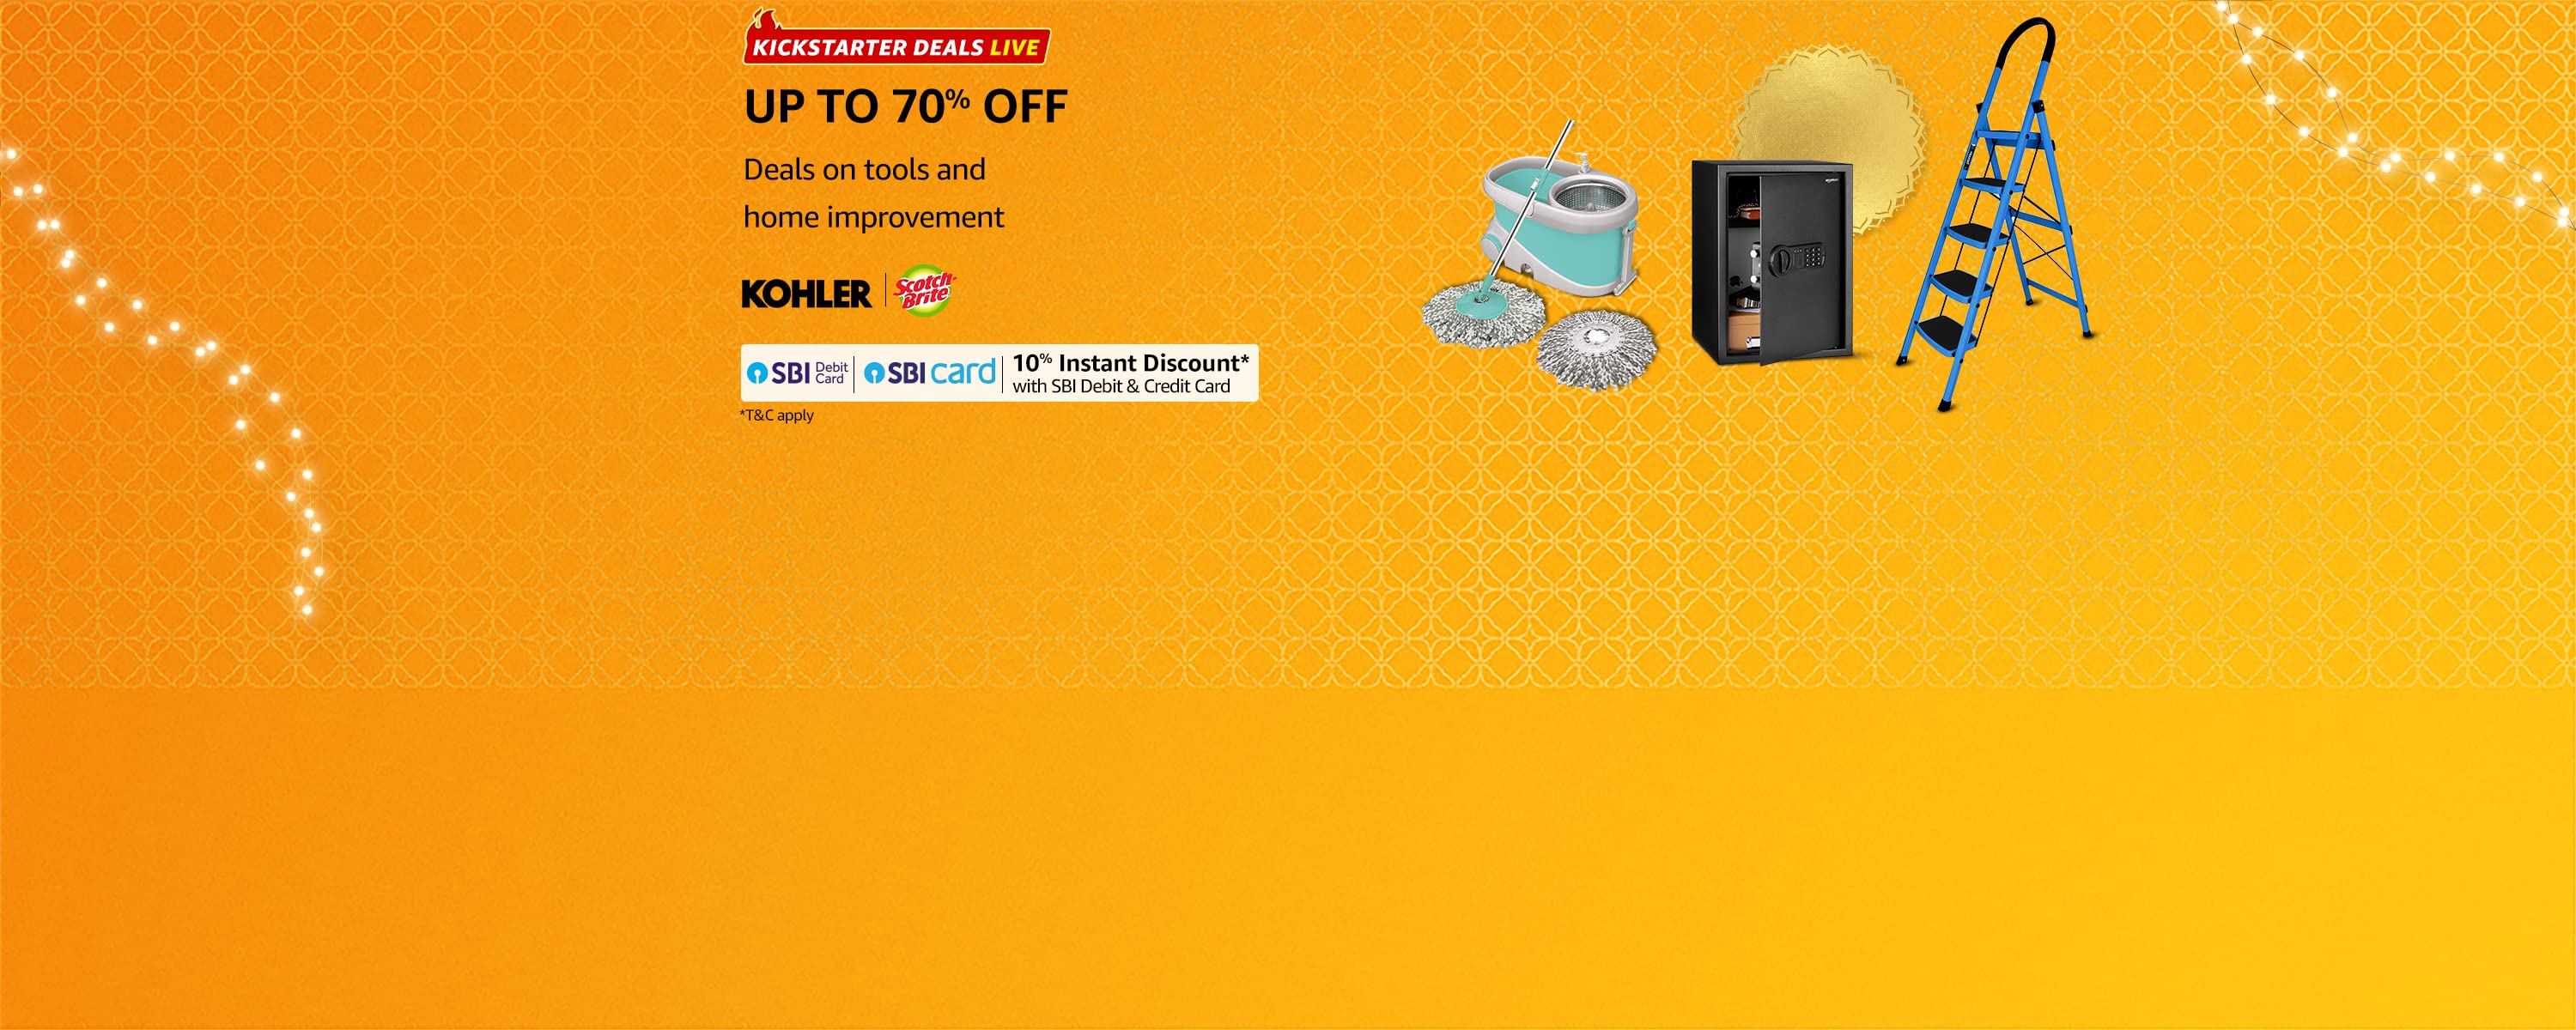 KICKSTARTER DEALS LIVE
UP TO 70% OFF
Deals on tools and
home improvement
KOHLER
Scotch
Brite
SBI Debit Card
SBI card
10% Instant Discount*
with SBI Debit & Credit Card
*T&C apply